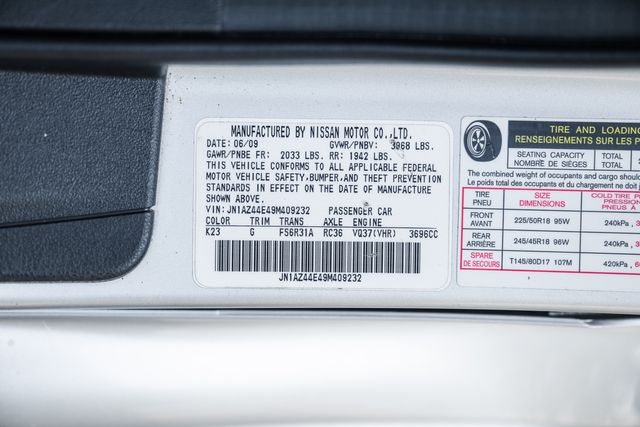 MANUFACTURED BY NISSAN MOTOR CO.,LTD.
DATE: 06/09 GVWR/PNBV: 3968 LBS.
GAWR/PNBE FR: 2033 LBS. RR: 1942 LBS.
THIS VEHICLE CONFORMS TO ALL APPLICABLE FEDERAL
MOTOR VEHICLE SAFETY,BUMPER,AND THEFT PREVENTION
STANDARDS IN EFFECT ON THE DATE OF MANUFACTURE
SHOWN ABOVE.
VIN: JN1AZ44E49M409232 PASSENGER CAR
COLOR TRIM TRANS AXLE ENGINE
K23 G FS6R31A RC36 VQ37(VHR) 3696CC
JN1AZ44E49M409232
TIRE AND LOADING
RENSEIGNEMENTS SUR LES P
SEATING CAPACITY TOTAL
NOMBRE DE SIÈGES TOTAL
The combined weight of occupants and cargo shou
Le poids total des occupants et du chargement ne doit
TIRE SIZE COLD TIRE
PNEU DIMENSIONS PRESSION
PNEUS À
FRONT
AVANT 225/50R18 95W 240kPa, 3
REAR
ARRIÈRE 245/45R18 96W 240kPa, 3
SPARE
DE SECOURS T145/80D17 107M 420kPa, 6